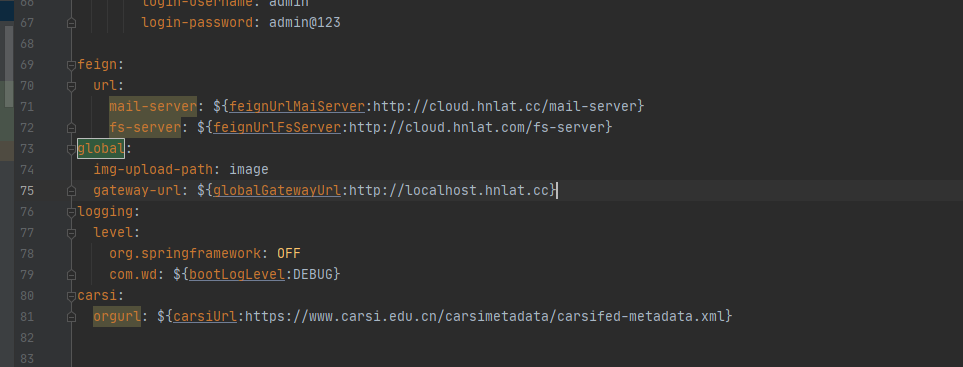 66 login-username: admin
67 login-password: admin@123
68
69 feign:
70 url:
71 mail-server: ${feignUrlMaiServer:http://cloud.hnlat.cc/mail-server}
72 fs-server: ${feignUrlFsServer:http://cloud.hnlat.com/fs-server}
73 global:
74 img-upload-path: image
75 gateway-url: ${globalGatewayUrl:http://localhost.hnlat.cc}
76 logging:
77 level:
78 org.springframework: OFF
79 com.wd: ${bootLogLevel:DEBUG}
80 carsi:
81 orgurl: ${carsiUrl:https://www.carsi.edu.cn/carsimetadata/carsifed-metadata.xml}
82
83